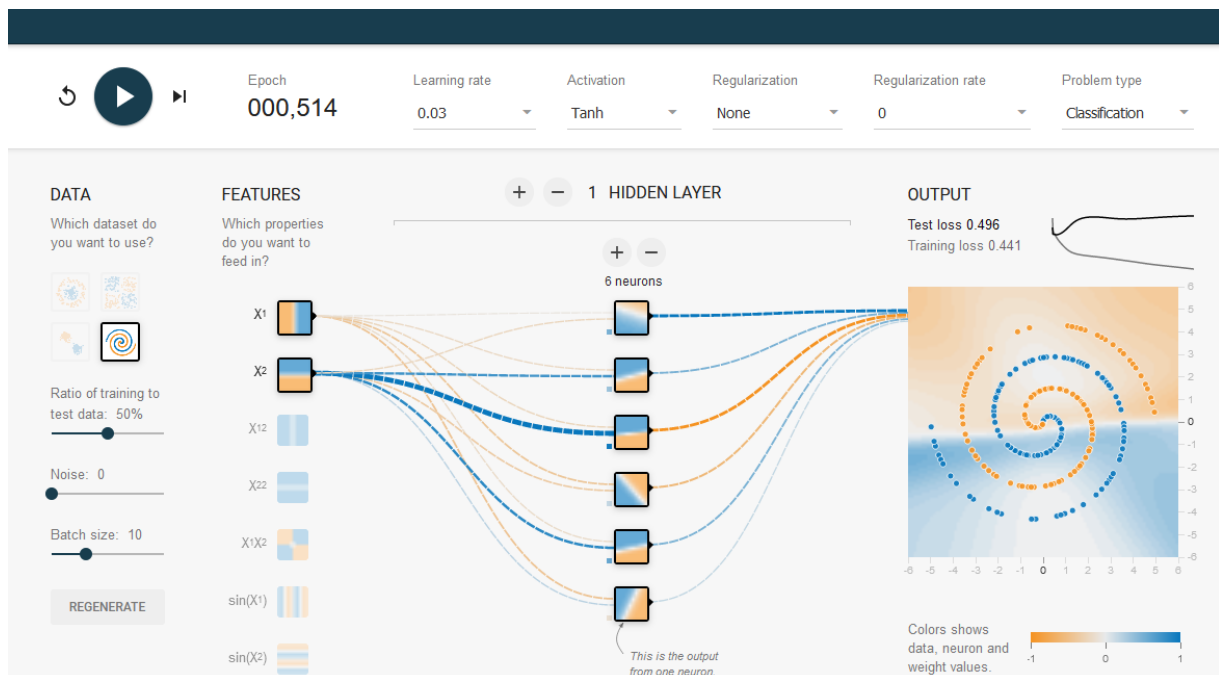 Epoch
000,514
Learning rate
0.03
Activation
Tanh
Regularization
None
Regularization rate
0
Problem type
Classification
DATA
Which dataset do
you want to use?
Ratio of training to
test data: 50%
Noise: 0
Batch size: 10
REGENERATE
FEATURES
Which properties
do you want to
feed in?
X1
X2
X12
X22
X1X2
sin(X1)
sin(X2)
1 HIDDEN LAYER
6 neurons
This is the output
from one neuron.
OUTPUT
Test loss 0.496
Training loss 0.441
6
5
4
3
2
1
0
-1
-2
-3
-4
-5
-6
-6 -5 -4 -3 -2 -1 0 1 2 3 4 5 6
Colors shows
data, neuron and
weight values.
-1 0 1